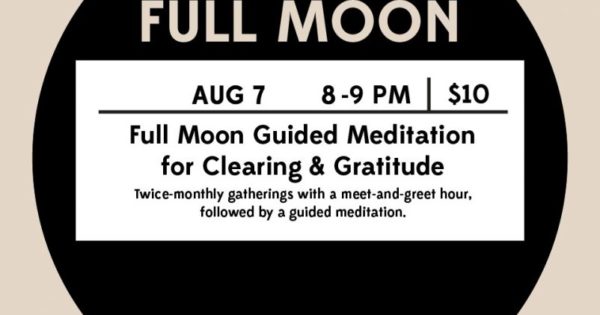 FULL MOON
AUG 7 8-9 PM | $10
Full Moon Guided Meditation
for Clearing & Gratitude
Twice-monthly gatherings with a meet-and-greet hour,
followed by a guided meditation.